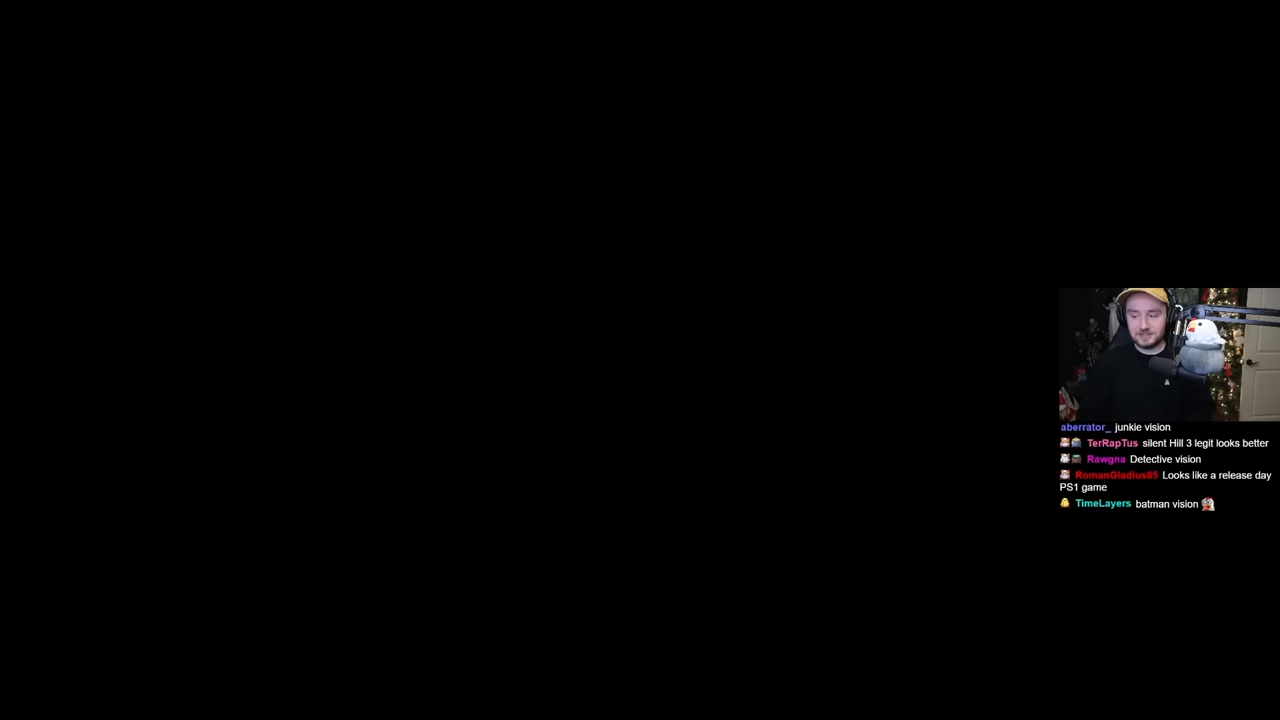 aberrator_ junkie vision
TerRapTus silent Hill 3 legit looks better
Rawgna Detective vision
RomanGladius85 Looks like a release day
PS1 game
TimeLayers batman vision